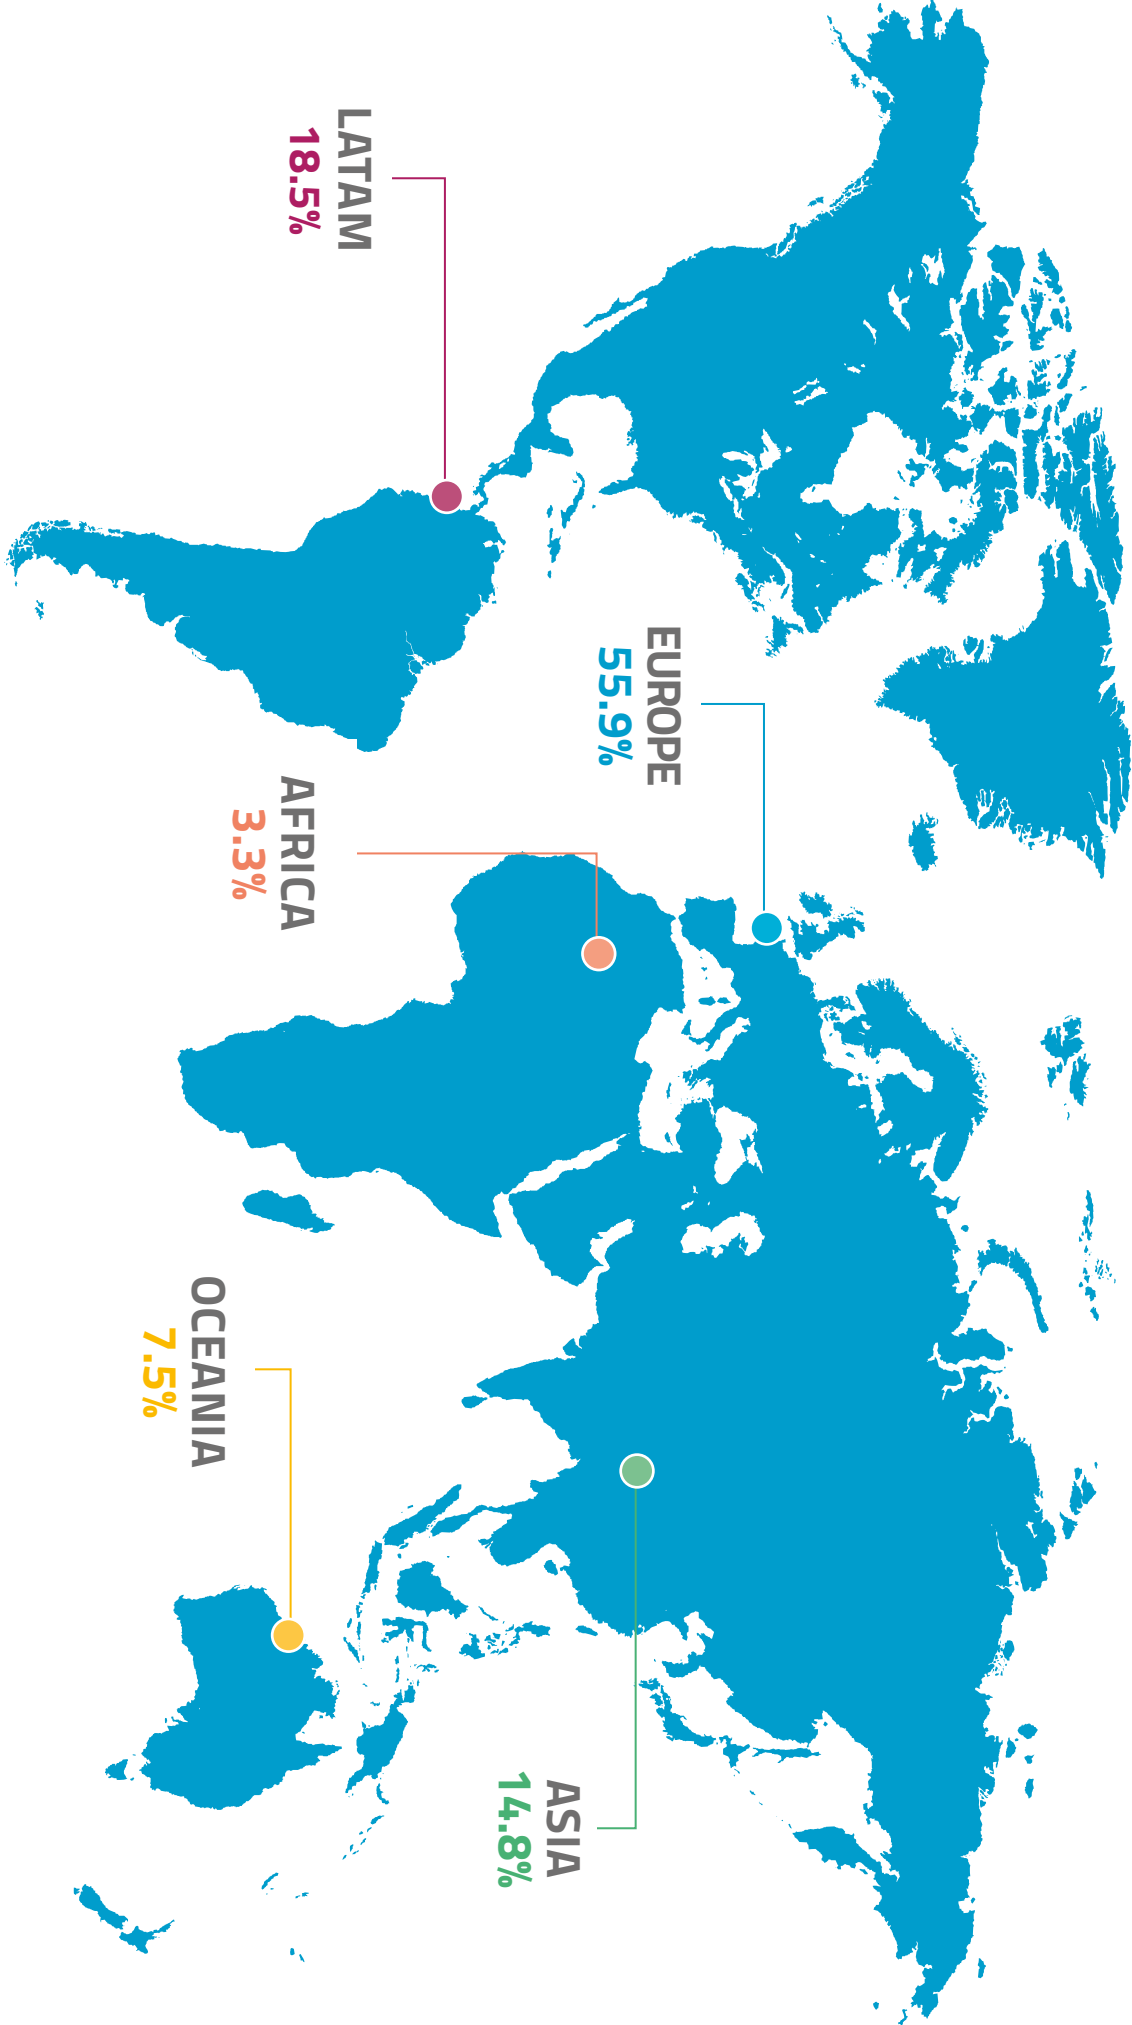 LATAM
18.5%
EUROPE
55.9%
AFRICA
3.3%
OCEANIA
7.5%
ASIA
14.8%